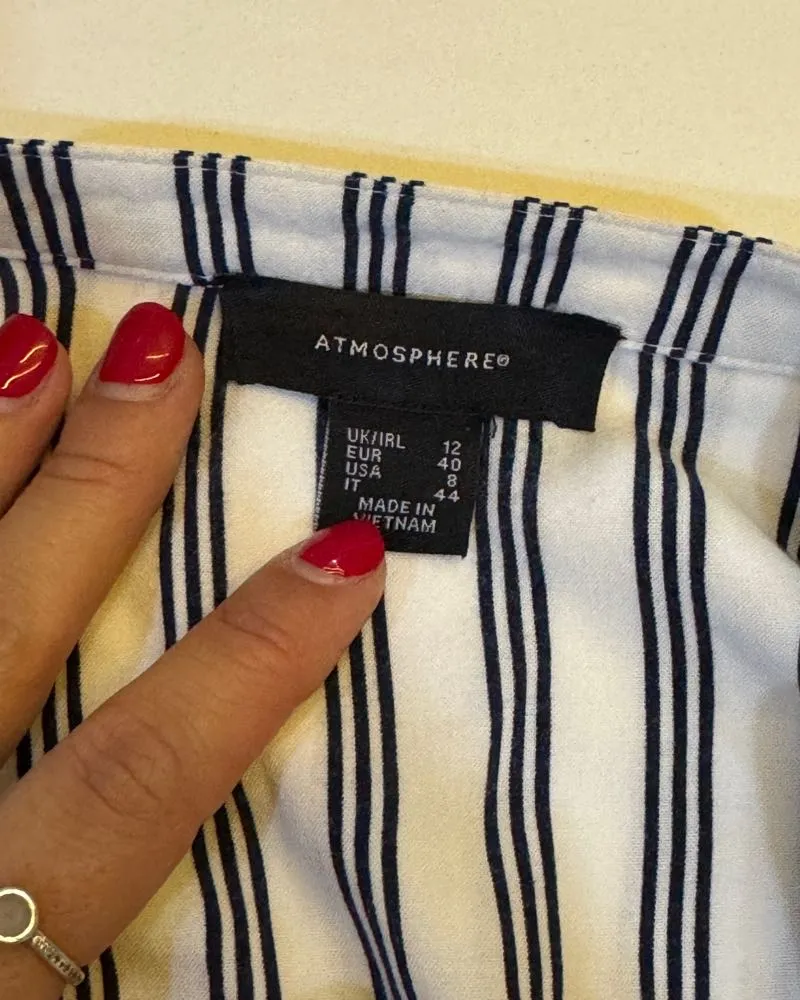 ATMOSPHERE®
UK/IRL 12
EUR 40
USA 8
IT 44
MADE IN
VIETNAM